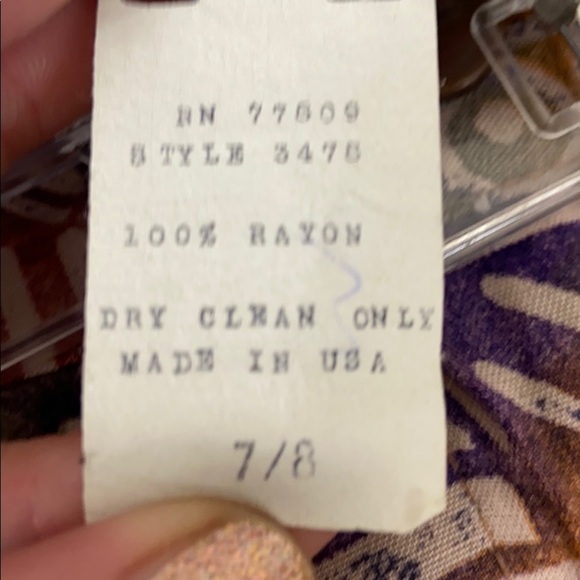 RN 77609
STYLE 3476
100% RAYON
DRY CLEAN ONLY
MADE IN USA
7/8